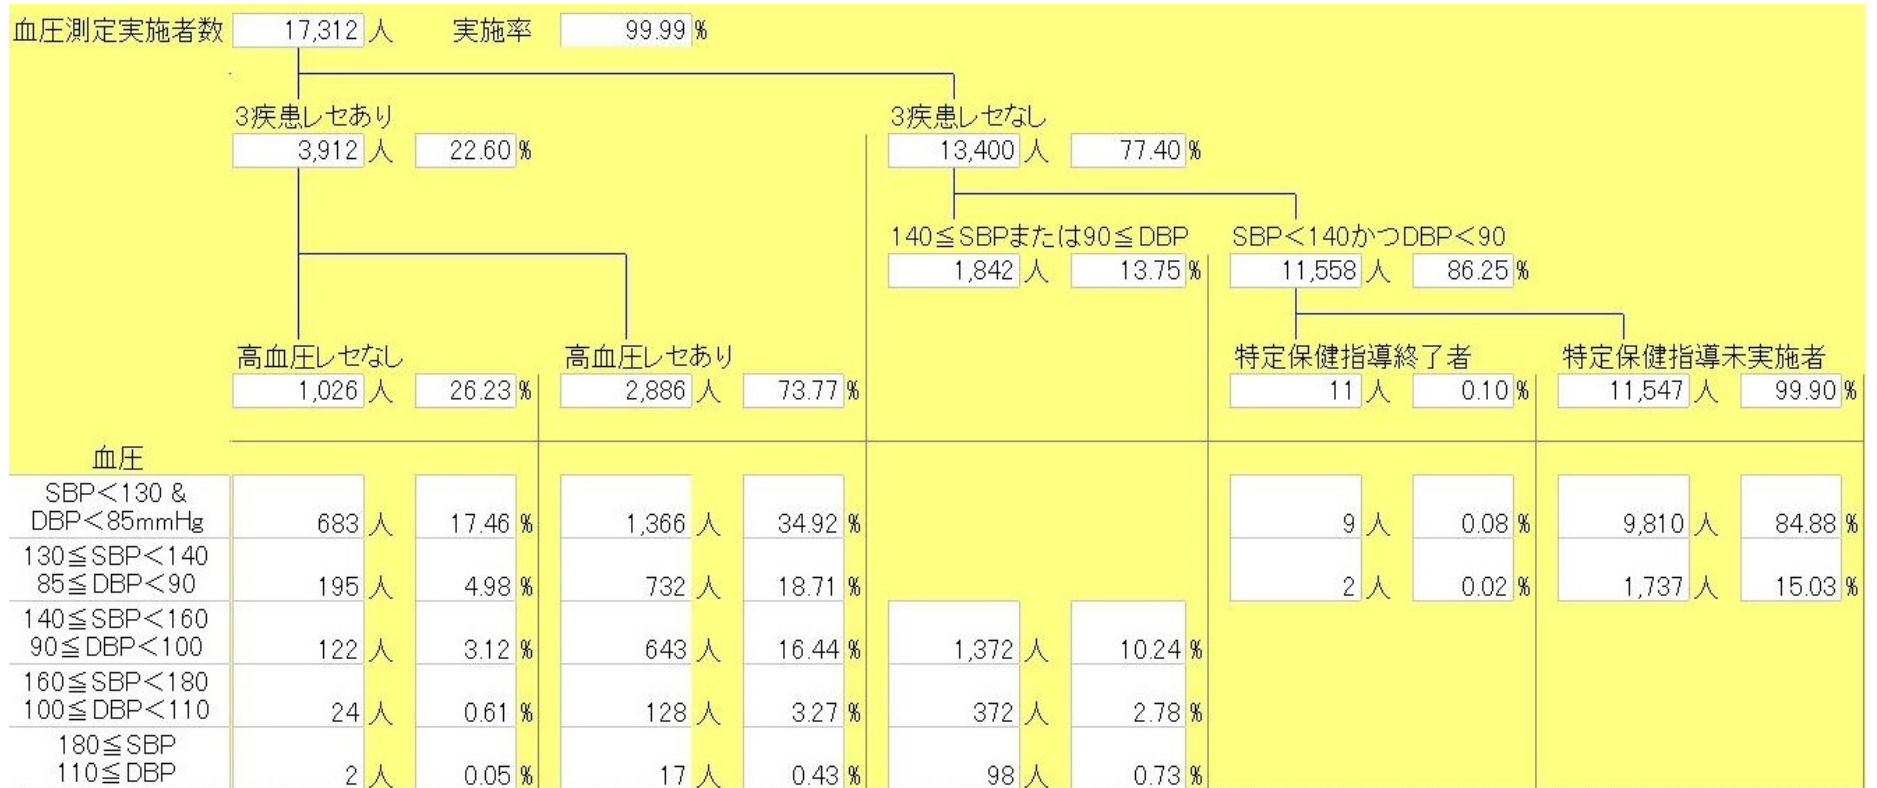 血圧測定実施者数 17,312 人 実施率 99.99 %
3疾患レセあり 3疾患レセなし
3,912 人 22.60 % 13,400 人 77.40 %
140≦SBPまたは90≦DBP SBP<140かつDBP<90
1,842 人 13.75 % 11,558 人 86.25 %
高血圧レセなし 高血圧レセあり 特定保健指導終了者 特定保健指導未実施者
1,026 人 26.23 % 2,886 人 73.77 % 11 人 0.10 % 11,547 人 99.90 %
血圧
SBP<130 &
DBP<85mmHg 683 人 17.46 % 1,366 人 34.92 % 9 人 0.08 % 9,810 人 84.88 %
130≦SBP<140
85≦DBP<90 195 人 4.98 % 732 人 18.71 % 2 人 0.02 % 1,737 人 15.03 %
140≦SBP<160
90≦DBP<100 122 人 3.12 % 643 人 16.44 % 1,372 人 10.24 %
160≦SBP<180
100≦DBP<110 24 人 0.61 % 128 人 3.27 % 372 人 2.78 %
180≦SBP
110≦DBP 2 人 0.05 % 17 人 0.43 % 98 人 0.73 %